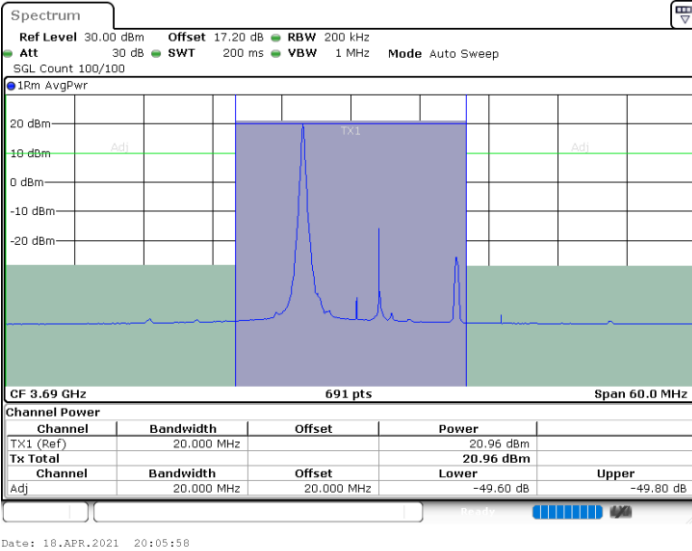 Spectrum
Ref Level 30.00 dBm Offset 17.20 dB RBW 200 kHz
Att 30 dB SWT 200 ms VBW 1 MHz Mode Auto Sweep
SGL Count 100/100
1Rm AvgPwr
20 dBm
TX1
Adj
Adj
10 dBm
0 dBm
-10 dBm
-20 dBm
CF 3.69 GHz 691 pts Span 60.0 MHz
Channel Power
Channel Bandwidth Offset Power
TX1 (Ref) 20.000 MHz 20.96 dBm
Tx Total 20.96 dBm
Channel Bandwidth Offset Lower Upper
Adj 20.000 MHz 20.000 MHz -49.60 dB -49.80 dB
Ready
Date: 18.APR.2021 20:05:58